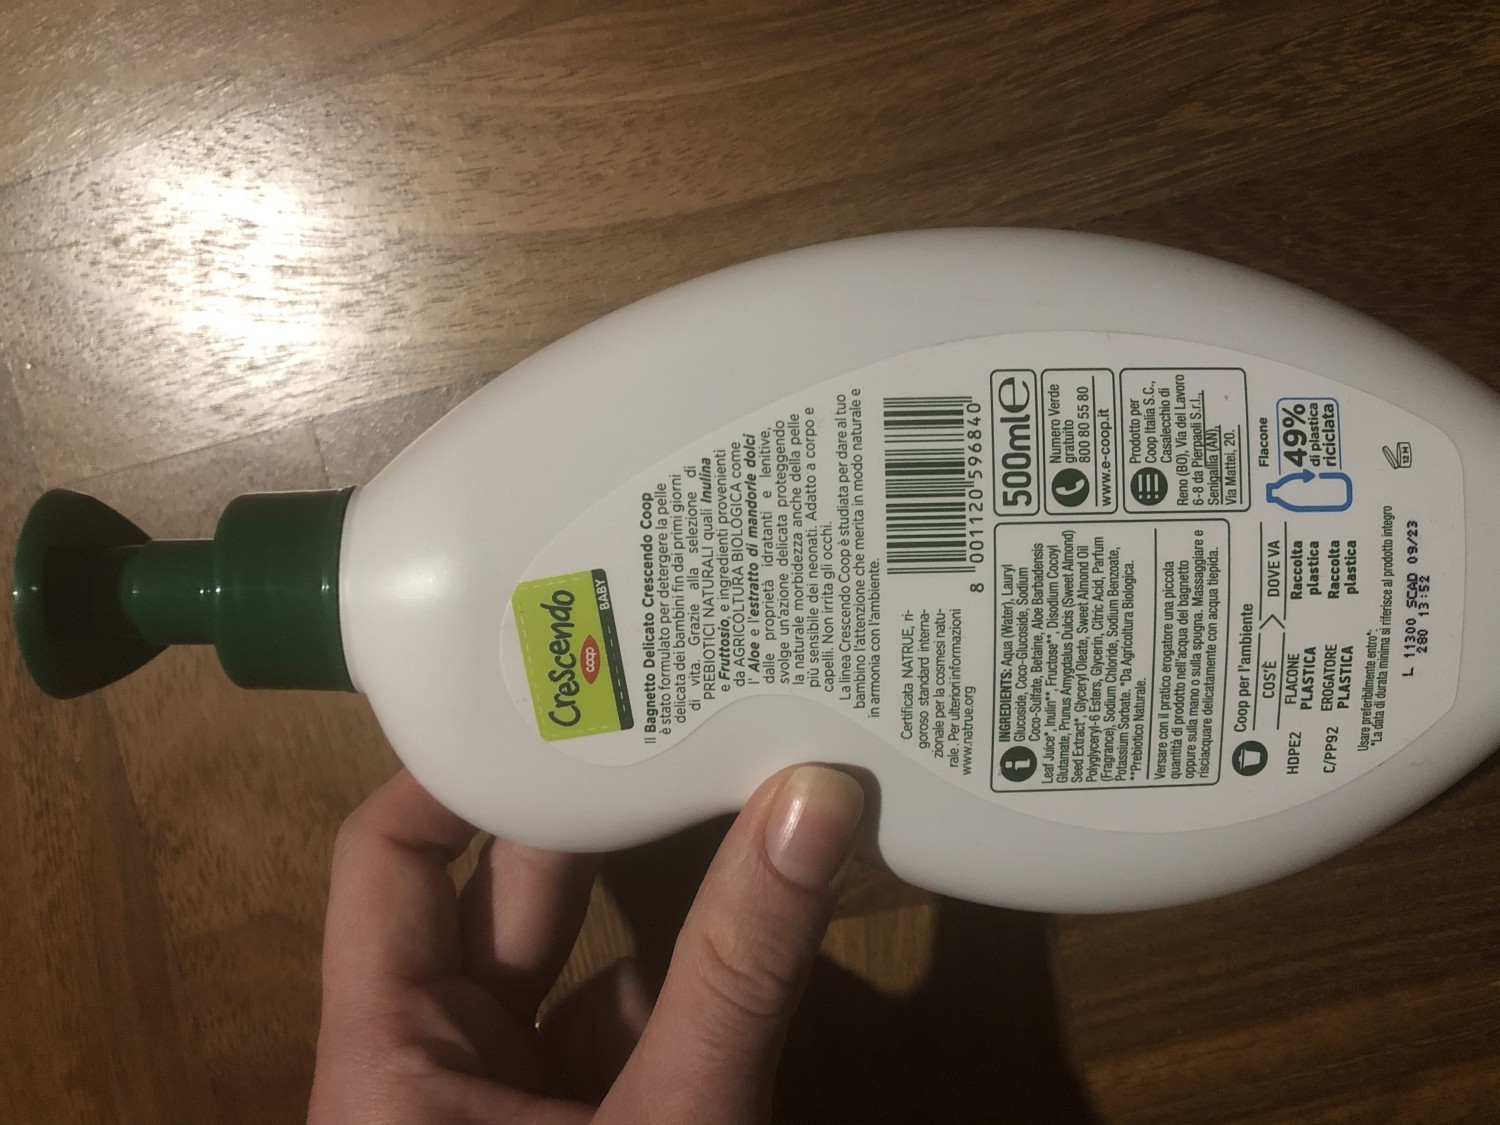 Crescendo
coop
BABY
Il Bagnetto Delicato Crescendo Coop
è stato formulato per detergere la pelle
delicata dei bambini fin dai primi giorni
di vita. Grazie alla selezione di
PREBIOTICI NATURALI quali Inulina
e Fruttosio, e ingredienti provenienti
da AGRICOLTURA BIOLOGICA come
l' Aloe e l'estratto di mandorle dolci
dalle proprietà idratanti e lenitive,
svolge un'azione delicata proteggendo
la naturale morbidezza anche della pelle
più sensibile dei neonati. Adatto a corpo e
capelli. Non irrita gli occhi.
La linea Crescendo Coop è studiata per dare al tuo
bambino l'attenzione che merita in modo naturale e
in armonia con l'ambiente.
Certificata NATRUE, ri-
goroso standard interna-
zionale per la cosmesi natu-
rale. Per ulteriori informazioni
www.natrue.org
8 001120 596840
INGREDIENTS: Aqua (Water), Lauryl
Glucoside, Coco-Glucoside, Sodium
Coco-Sulfate, Betaine, Aloe Barbadensis
Leaf Juice*, Inulin**, Fructose**, Disodium Cocoyl
Glutamate, Prunus Amygdalus Dulcis (Sweet Almond)
Seed Extract*, Glyceryl Oleate, Sweet Almond Oil
Polyglyceryl-6 Esters, Glycerin, Citric Acid, Parfum
(Fragrance), Sodium Chloride, Sodium Benzoate,
Potassium Sorbate. *Da Agricoltura Biologica.
**Prebiotico Naturale.
Versare con il pratico erogatore una piccola
quantità di prodotto nell'acqua del bagnetto
oppure sulla mano o sulla spugna. Massaggiare e
risciacquare delicatamente con acqua tiepida.
500ml e
Numero Verde
gratuito
800 80 55 80
www.e-coop.it
Prodotto per
Coop Italia S.C.,
Casalecchio di
Reno (BO), Via del Lavoro
6-8 da Pierpaoli S.r.l.,
Senigallia (AN),
Via Mattei, 20.
Coop per l'ambiente
COS'È DOVE VA
HDPE2 FLACONE PLASTICA Raccolta plastica
C/PP92 EROGATORE PLASTICA Raccolta plastica
Flacone
49%
di plastica
riciclata
Usare preferibilmente entro*:
*La data di durata minima si riferisce al prodotto integro
12M
L 11300 SCAD 09/23
280 13:52